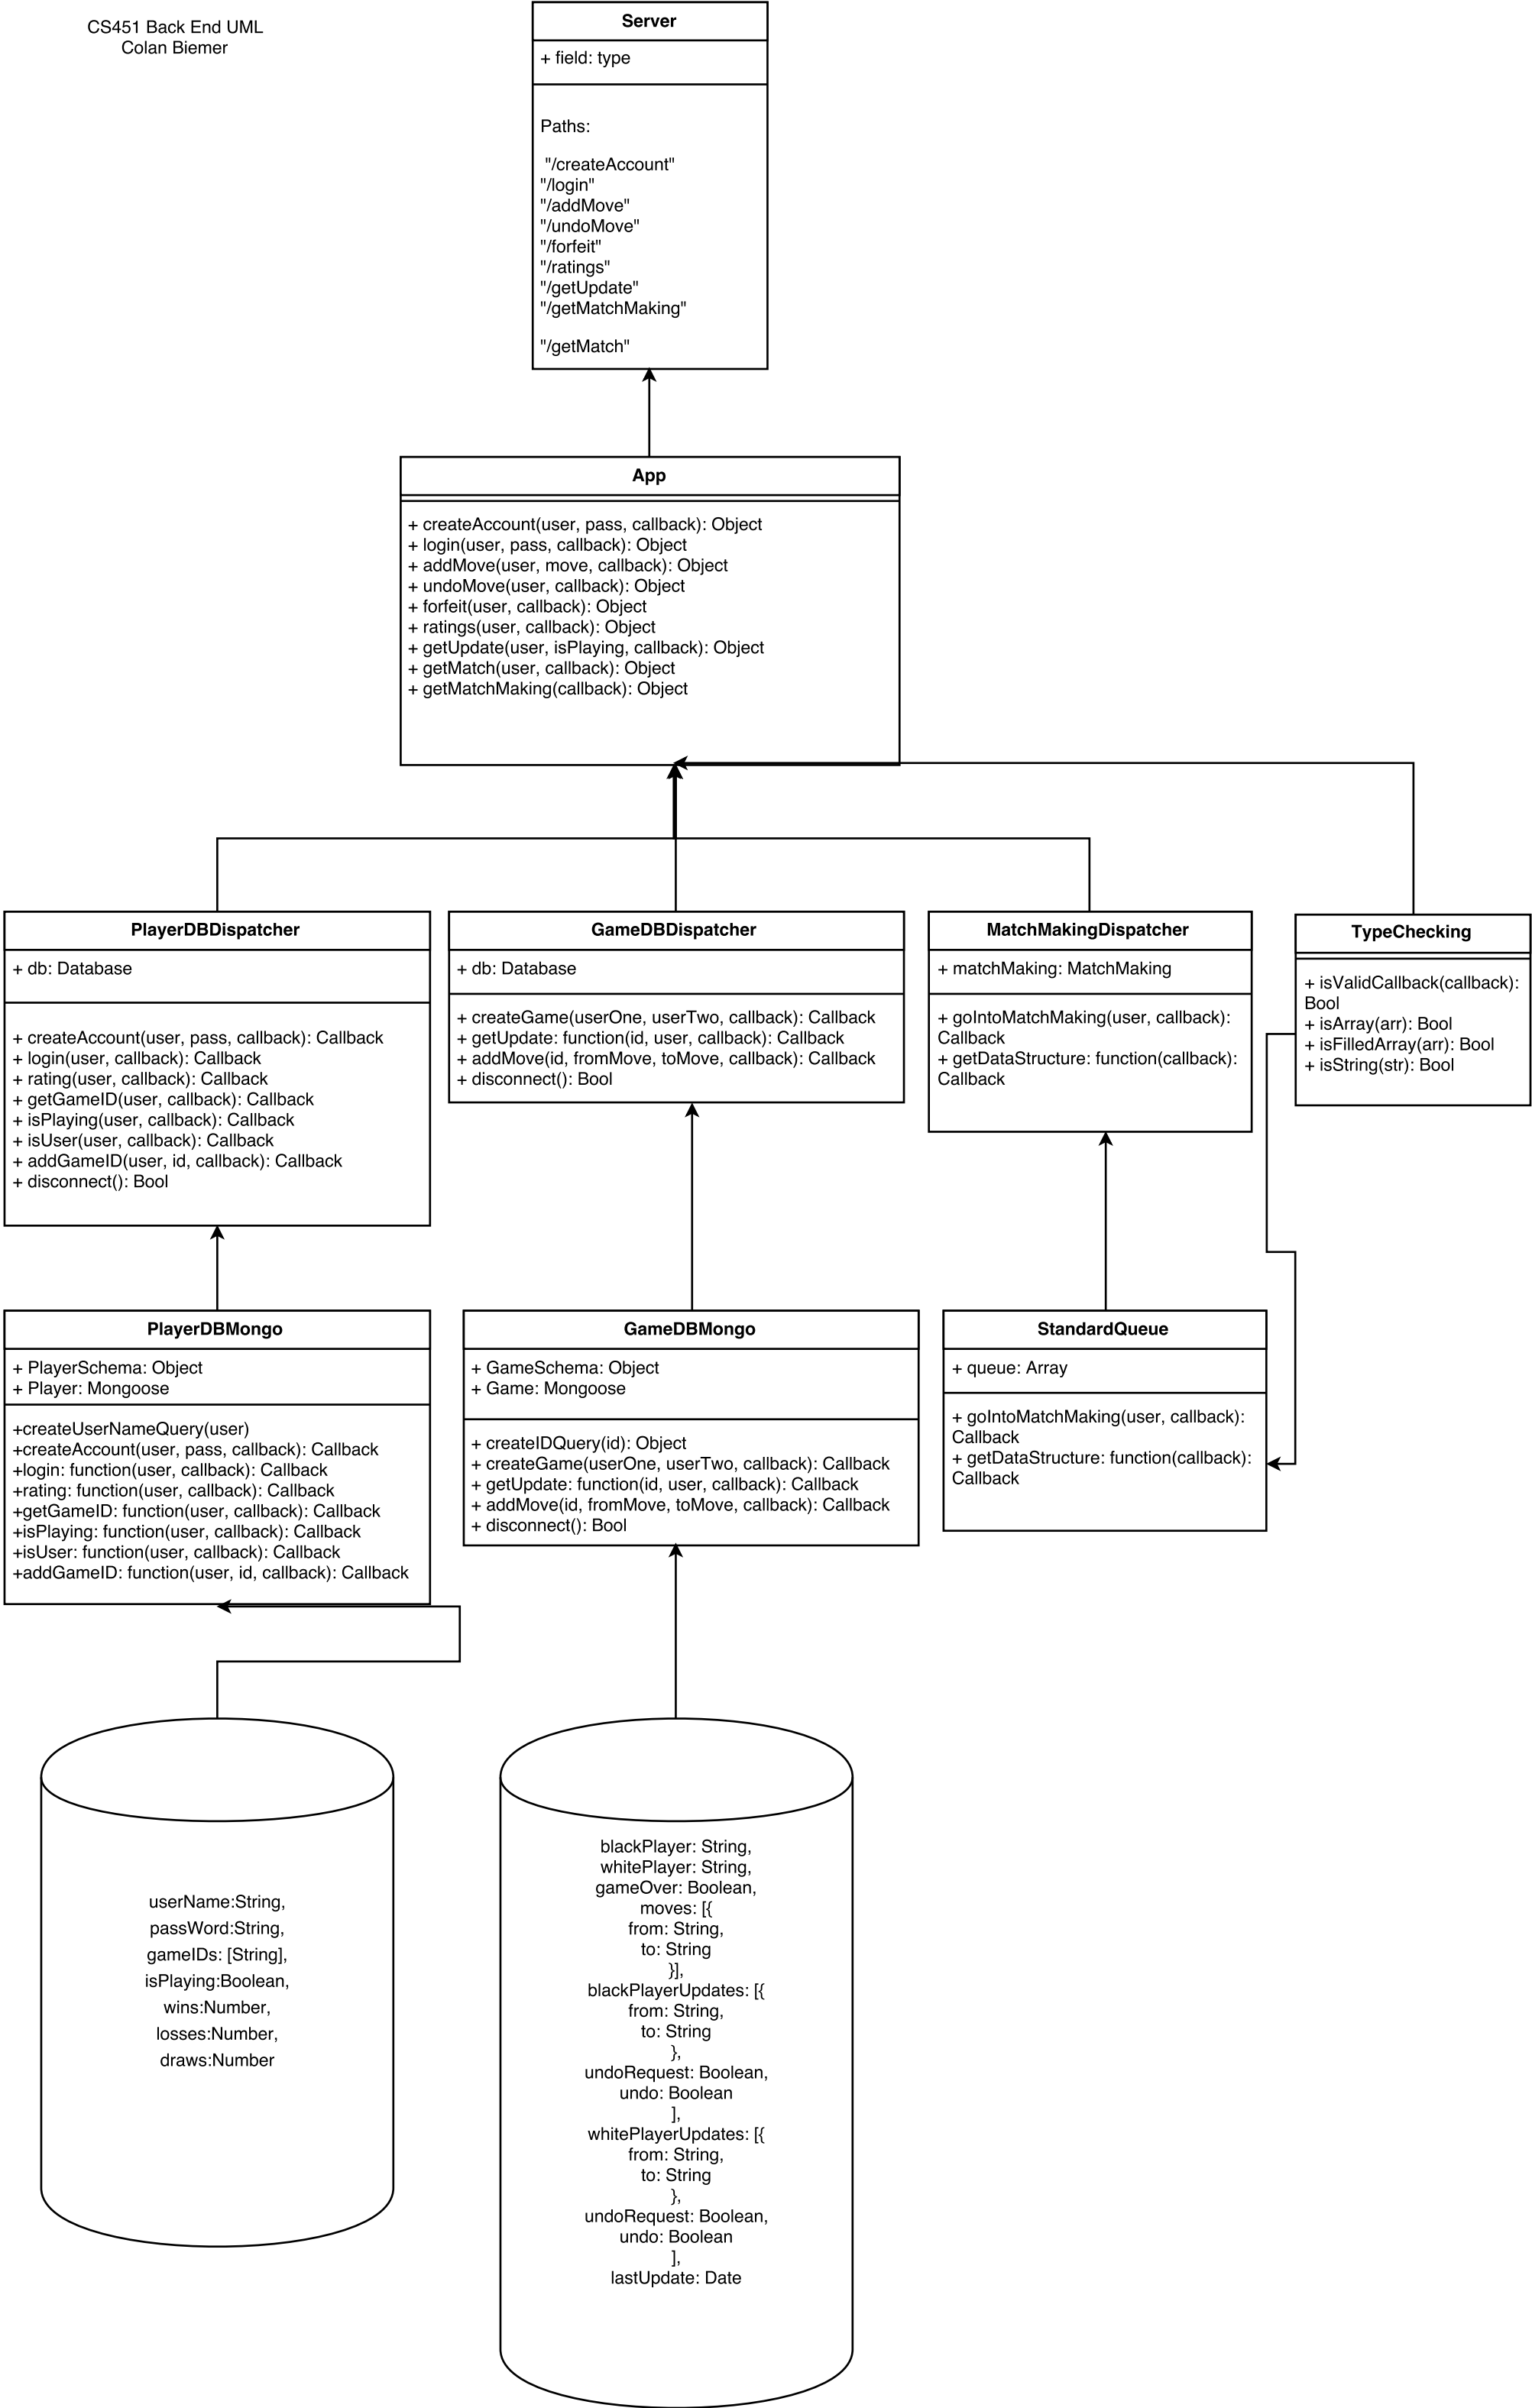 CS451 Back End UML
Colan Biemer
Server
+ field: type
Paths:
"/createAccount"
"/login"
"/addMove"
"/undoMove"
"/forfeit"
"/ratings"
"/getUpdate"
"/getMatchMaking"
"/getMatch"
App
+ createAccount(user, pass, callback): Object
+ login(user, pass, callback): Object
+ addMove(user, move, callback): Object
+ undoMove(user, callback): Object
+ forfeit(user, callback): Object
+ ratings(user, callback): Object
+ getUpdate(user, isPlaying, callback): Object
+ getMatch(user, callback): Object
+ getMatchMaking(callback): Object
PlayerDBDispatcher
+ db: Database
+ createAccount(user, pass, callback): Callback
+ login(user, callback): Callback
+ rating(user, callback): Callback
+ getGameID(user, callback): Callback
+ isPlaying(user, callback): Callback
+ isUser(user, callback): Callback
+ addGameID(user, id, callback): Callback
+ disconnect(): Bool
GameDBDispatcher
+ db: Database
+ createGame(userOne, userTwo, callback): Callback
+ getUpdate: function(id, user, callback): Callback
+ addMove(id, fromMove, toMove, callback): Callback
+ disconnect(): Bool
MatchMakingDispatcher
+ matchMaking: MatchMaking
+ goIntoMatchMaking(user, callback):
Callback
+ getDataStructure: function(callback):
Callback
TypeChecking
+ isValidCallback(callback):
Bool
+ isArray(arr): Bool
+ isFilledArray(arr): Bool
+ isString(str): Bool
PlayerDBMongo
+ PlayerSchema: Object
+ Player: Mongoose
+createUserNameQuery(user)
+createAccount(user, pass, callback): Callback
+login: function(user, callback): Callback
+rating: function(user, callback): Callback
+getGameID: function(user, callback): Callback
+isPlaying: function(user, callback): Callback
+isUser: function(user, callback): Callback
+addGameID: function(user, id, callback): Callback
GameDBMongo
+ GameSchema: Object
+ Game: Mongoose
+ createIDQuery(id): Object
+ createGame(userOne, userTwo, callback): Callback
+ getUpdate: function(id, user, callback): Callback
+ addMove(id, fromMove, toMove, callback): Callback
+ disconnect(): Bool
StandardQueue
+ queue: Array
+ goIntoMatchMaking(user, callback):
Callback
+ getDataStructure: function(callback):
Callback
userName:String,
passWord:String,
gameIDs: [String],
isPlaying:Boolean,
wins:Number,
losses:Number,
draws:Number
blackPlayer: String,
whitePlayer: String,
gameOver: Boolean,
moves: [{
from: String,
to: String
}],
blackPlayerUpdates: [{
from: String,
to: String
},
undoRequest: Boolean,
undo: Boolean
],
whitePlayerUpdates: [{
from: String,
to: String
},
undoRequest: Boolean,
undo: Boolean
],
lastUpdate: Date